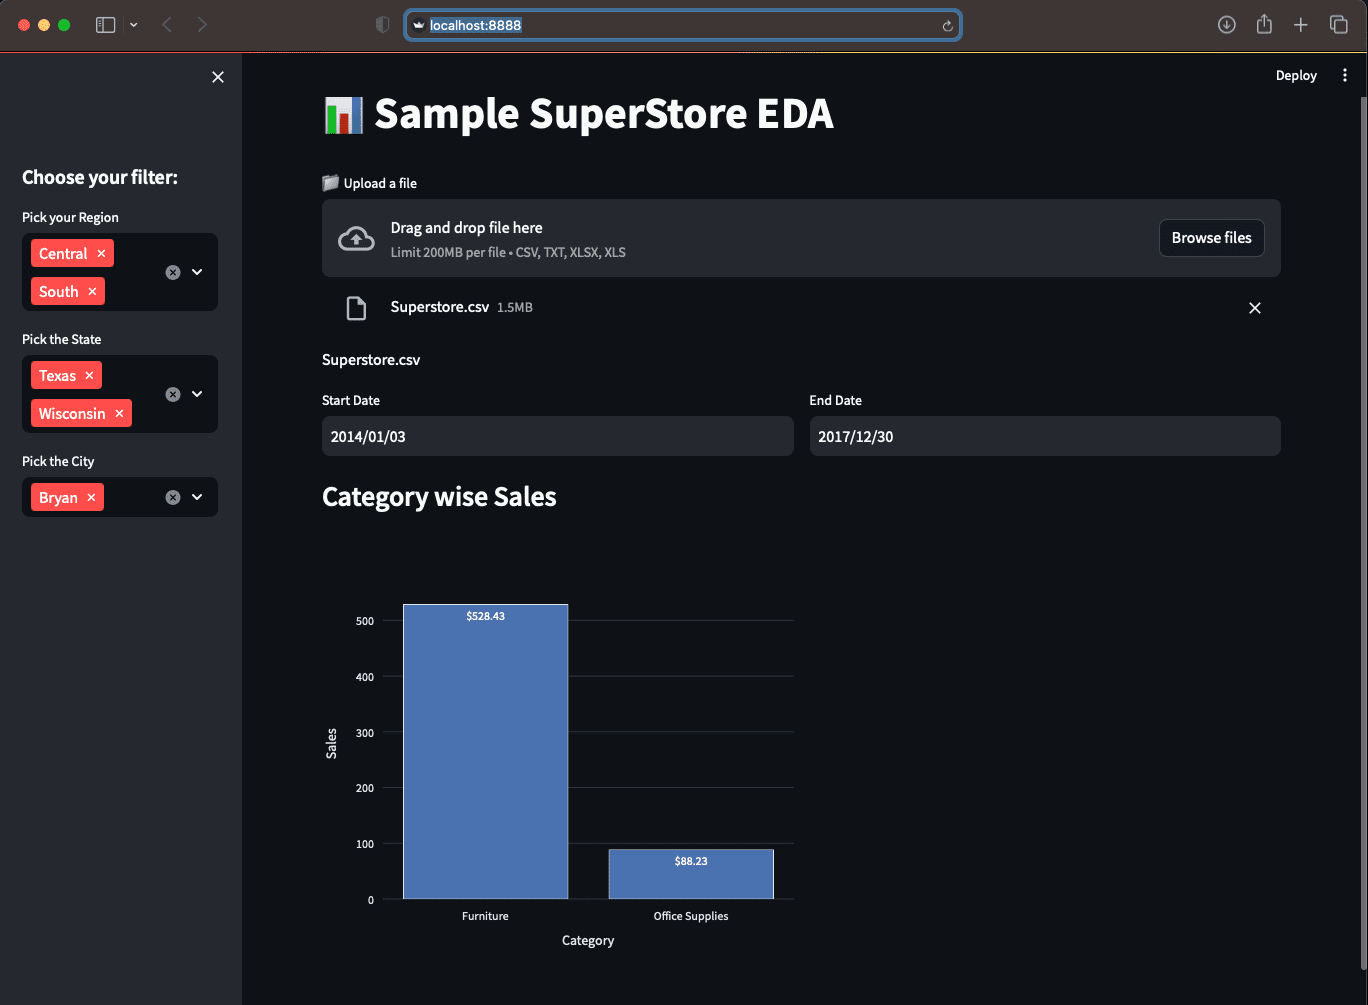 localhost:8888
Deploy
Sample SuperStore EDA
Choose your filter:
Pick your Region
Central
South
Pick the State
Texas
Wisconsin
Pick the City
Bryan
Upload a file
Drag and drop file here
Limit 200MB per file • CSV, TXT, XLSX, XLS
Browse files
Superstore.csv 1.5MB
Superstore.csv
Start Date
End Date
2014/01/03
2017/12/30
Category wise Sales
Sales
500
400
300
200
100
0
$528.43
$88.23
Furniture
Office Supplies
Category